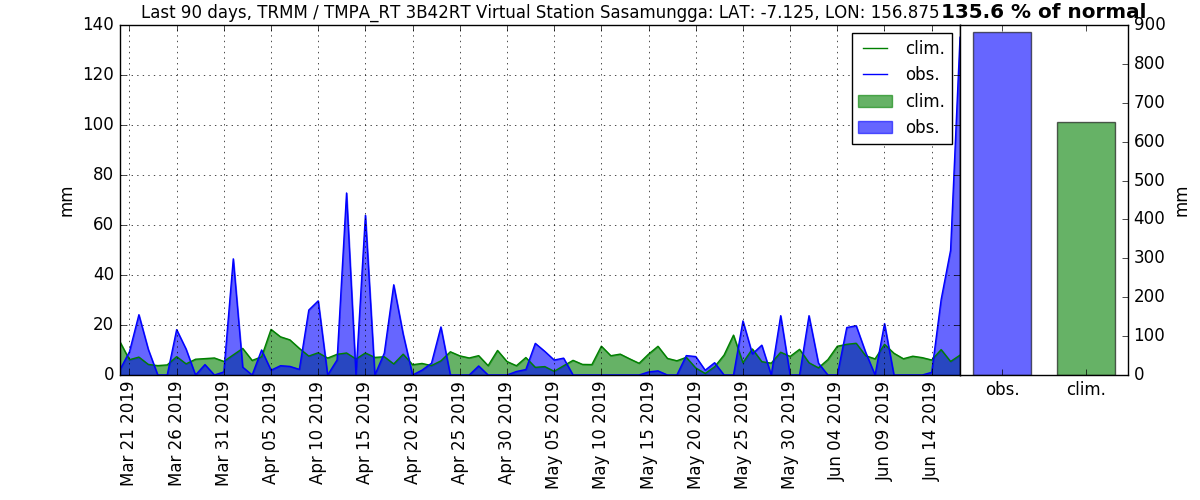 Last 90 days, TRMM / TMPA_RT 3B42RT Virtual Station Sasamungga: LAT: -7.125, LON: 156.875
135.6 % of normal
140
120
100
80
60
40
20
0
mm
clim.
obs.
clim.
obs.
900
800
700
600
500
400
300
200
100
0
mm
obs.
clim.
Mar 21 2019
Mar 26 2019
Mar 31 2019
Apr 05 2019
Apr 10 2019
Apr 15 2019
Apr 20 2019
Apr 25 2019
Apr 30 2019
May 05 2019
May 10 2019
May 15 2019
May 20 2019
May 25 2019
May 30 2019
Jun 04 2019
Jun 09 2019
Jun 14 2019